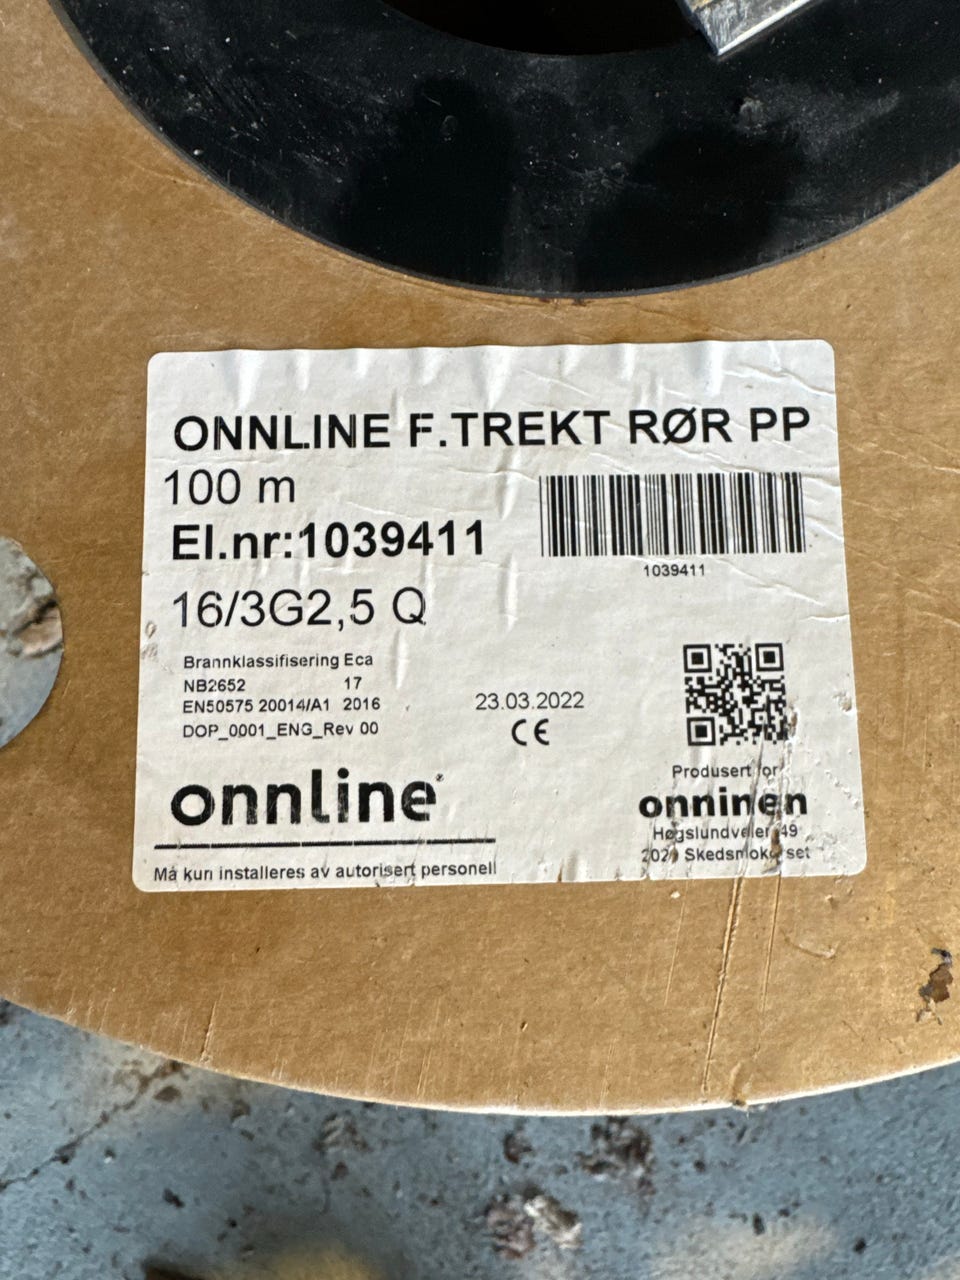 ONNLINE F.TREKT RØR PP
100 m
El.nr:1039411
1039411
16/3G2,5 Q
Brannklassifisering Eca
NB2652 17
EN50575 20014/A1 2016
DOP_0001_ENG_Rev 00
23.03.2022
CE
Produsert for
onninen
49
Skedsmokorset
onnline
Må kun installeres av autorisert personell